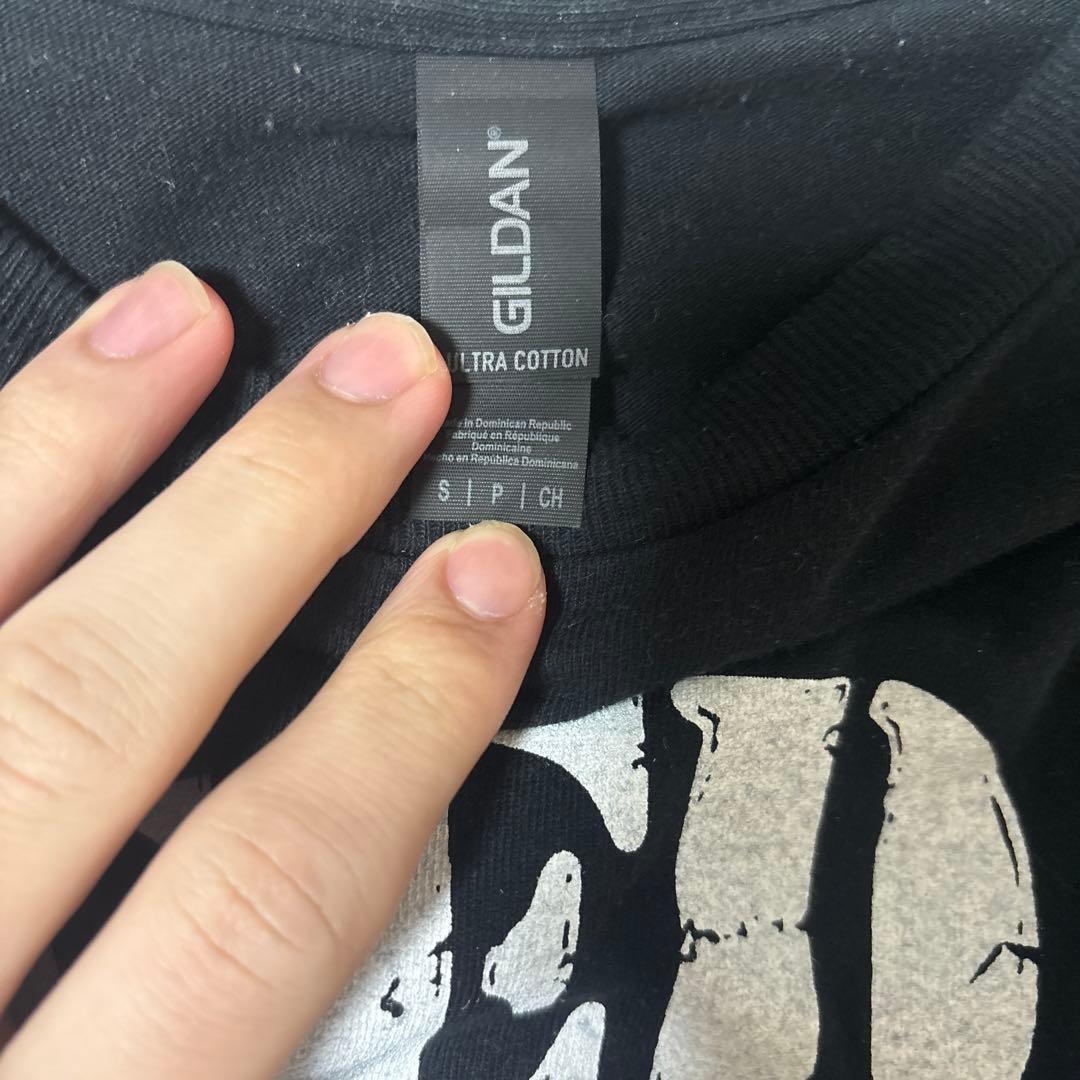 GILDAN®
ULTRA COTTON
in Dominican Republic
en République
Dominicaine
en República Dominicana
S | P | CH